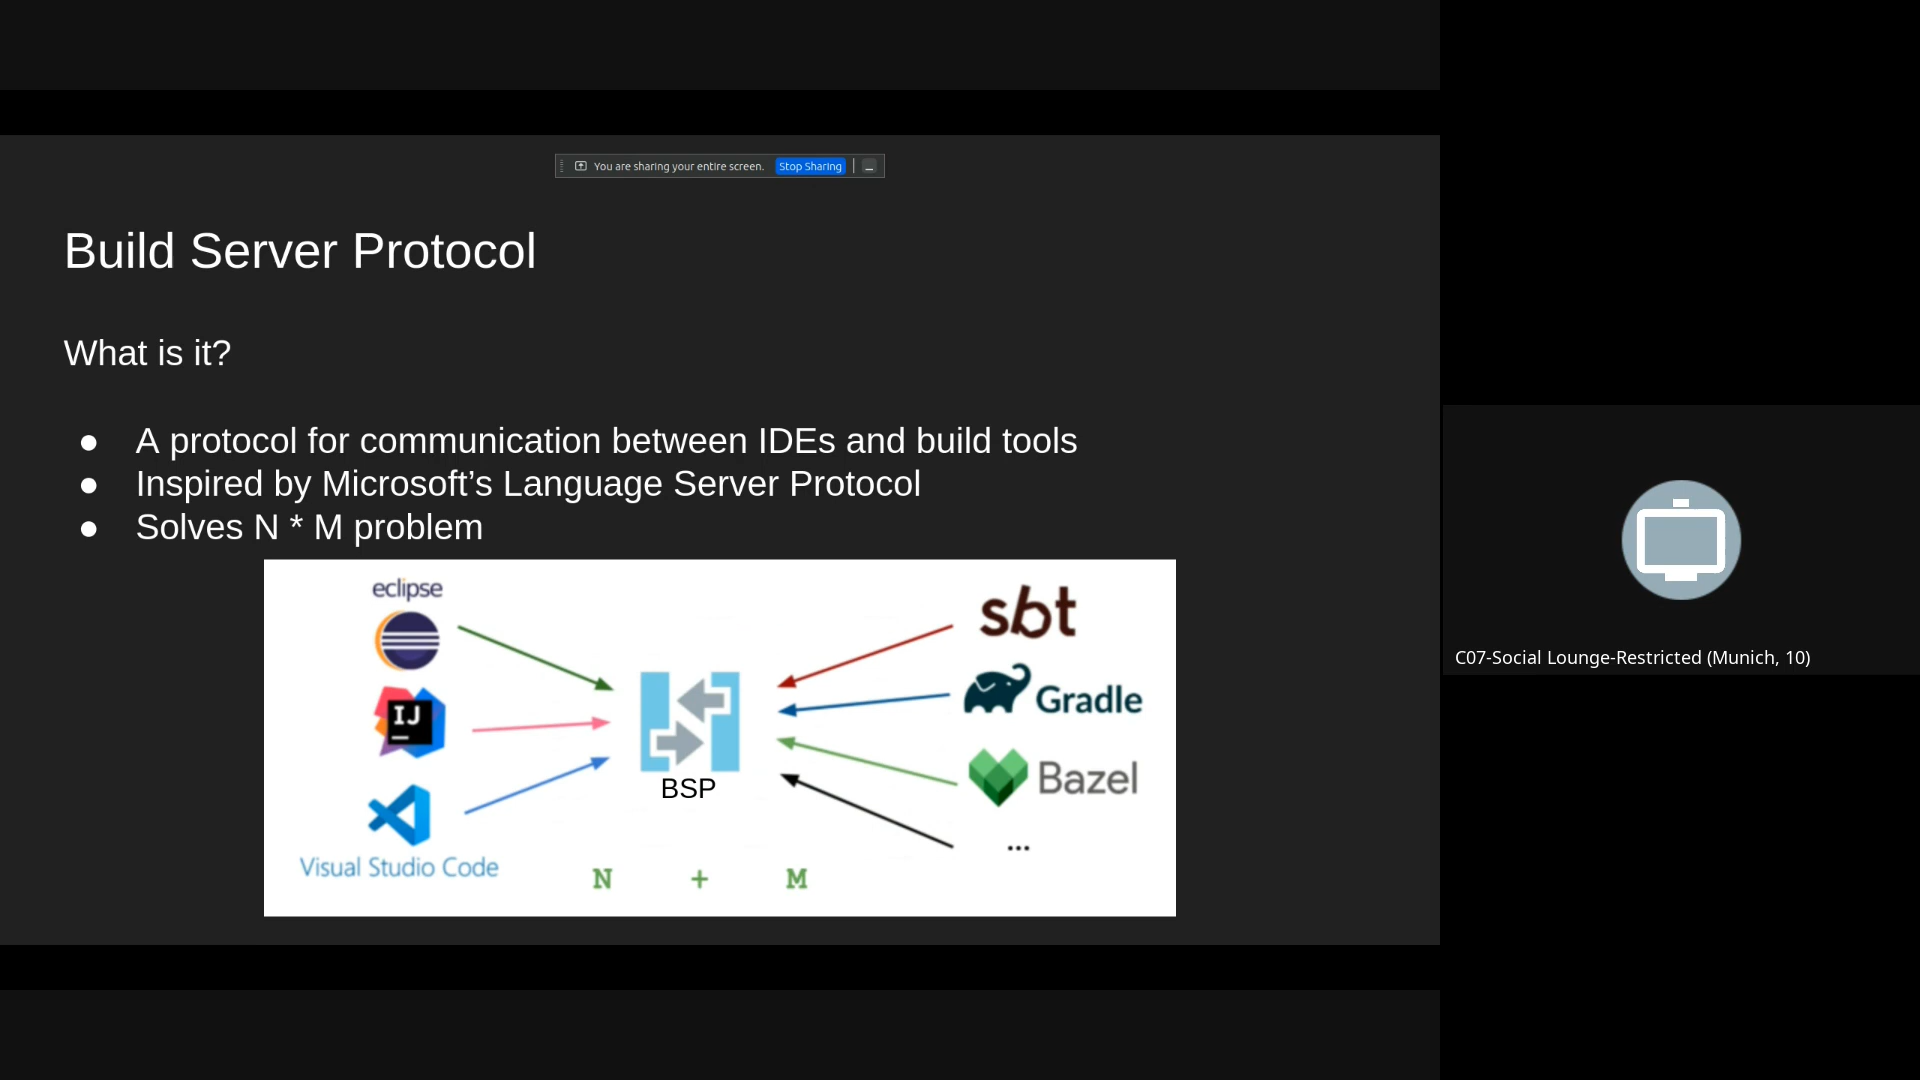 You are sharing your entire screen. Stop Sharing
Build Server Protocol
What is it?
● A protocol for communication between IDEs and build tools
● Inspired by Microsoft’s Language Server Protocol
● Solves N * M problem
eclipse
IJ
Visual Studio Code
BSP
sbt
Gradle
Bazel
...
N + M
C07-Social Lounge-Restricted (Munich, 10)